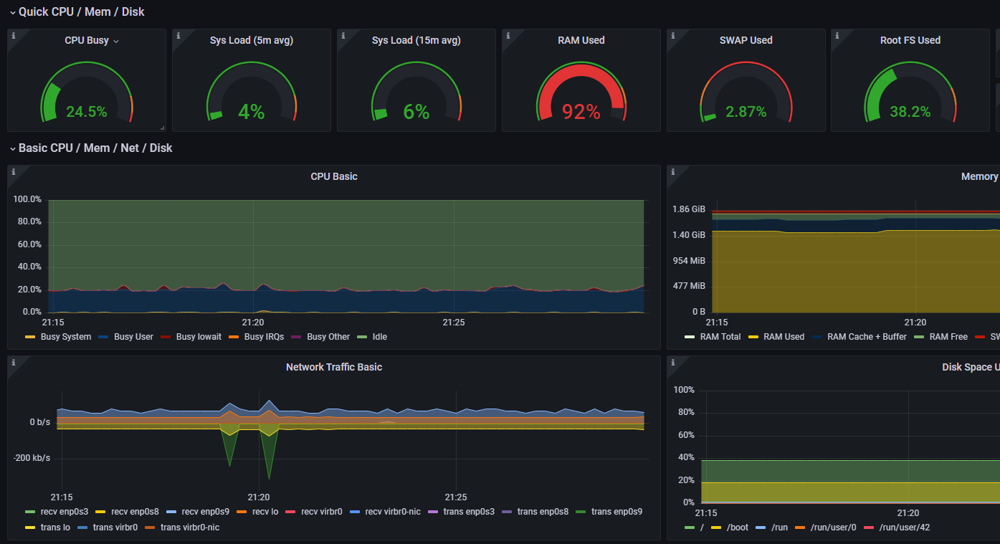 Quick CPU / Mem / Disk
CPU Busy
Sys Load (5m avg)
Sys Load (15m avg)
RAM Used
SWAP Used
Root FS Used
24.5%
4%
6%
92%
2.87%
38.2%
Basic CPU / Mem / Net / Disk
CPU Basic
100.0%
80.0%
60.0%
40.0%
20.0%
0.0%
21:15
21:20
21:25
Busy System
Busy User
Busy Iowait
Busy IRQs
Busy Other
Idle
Memory
1.86 GiB
1.40 GiB
954 MiB
477 MiB
0 B
21:15
21:20
RAM Total
RAM Used
RAM Cache + Buffer
RAM Free
SW
Network Traffic Basic
0 b/s
-200 kb/s
21:15
21:20
21:25
recv enp0s3
recv enp0s8
recv enp0s9
recv lo
recv virbr0
recv virbr0-nic
trans enp0s3
trans enp0s8
trans enp0s9
trans lo
trans virbr0
trans virbr0-nic
Disk Space U
100%
80%
60%
40%
20%
0%
21:15
21:20
/
/boot
/run
/run/user/0
/run/user/42